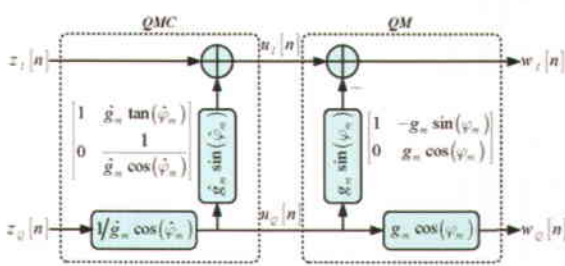 QMC
QM
z_I[n]
u_I[n]
w_I[n]
−
[1 ĝ_m tan(φ̂_m)
0 1/(ĝ_m cos(φ̂_m))]
ĝ_m sin(φ̂_m)
g_m sin(φ_m)
[1 −g_m sin(φ_m)
0 g_m cos(φ_m)]
z_Q[n]
1/ĝ_m cos(φ̂_m)
u_Q[n]
g_m cos(φ_m)
w_Q[n]